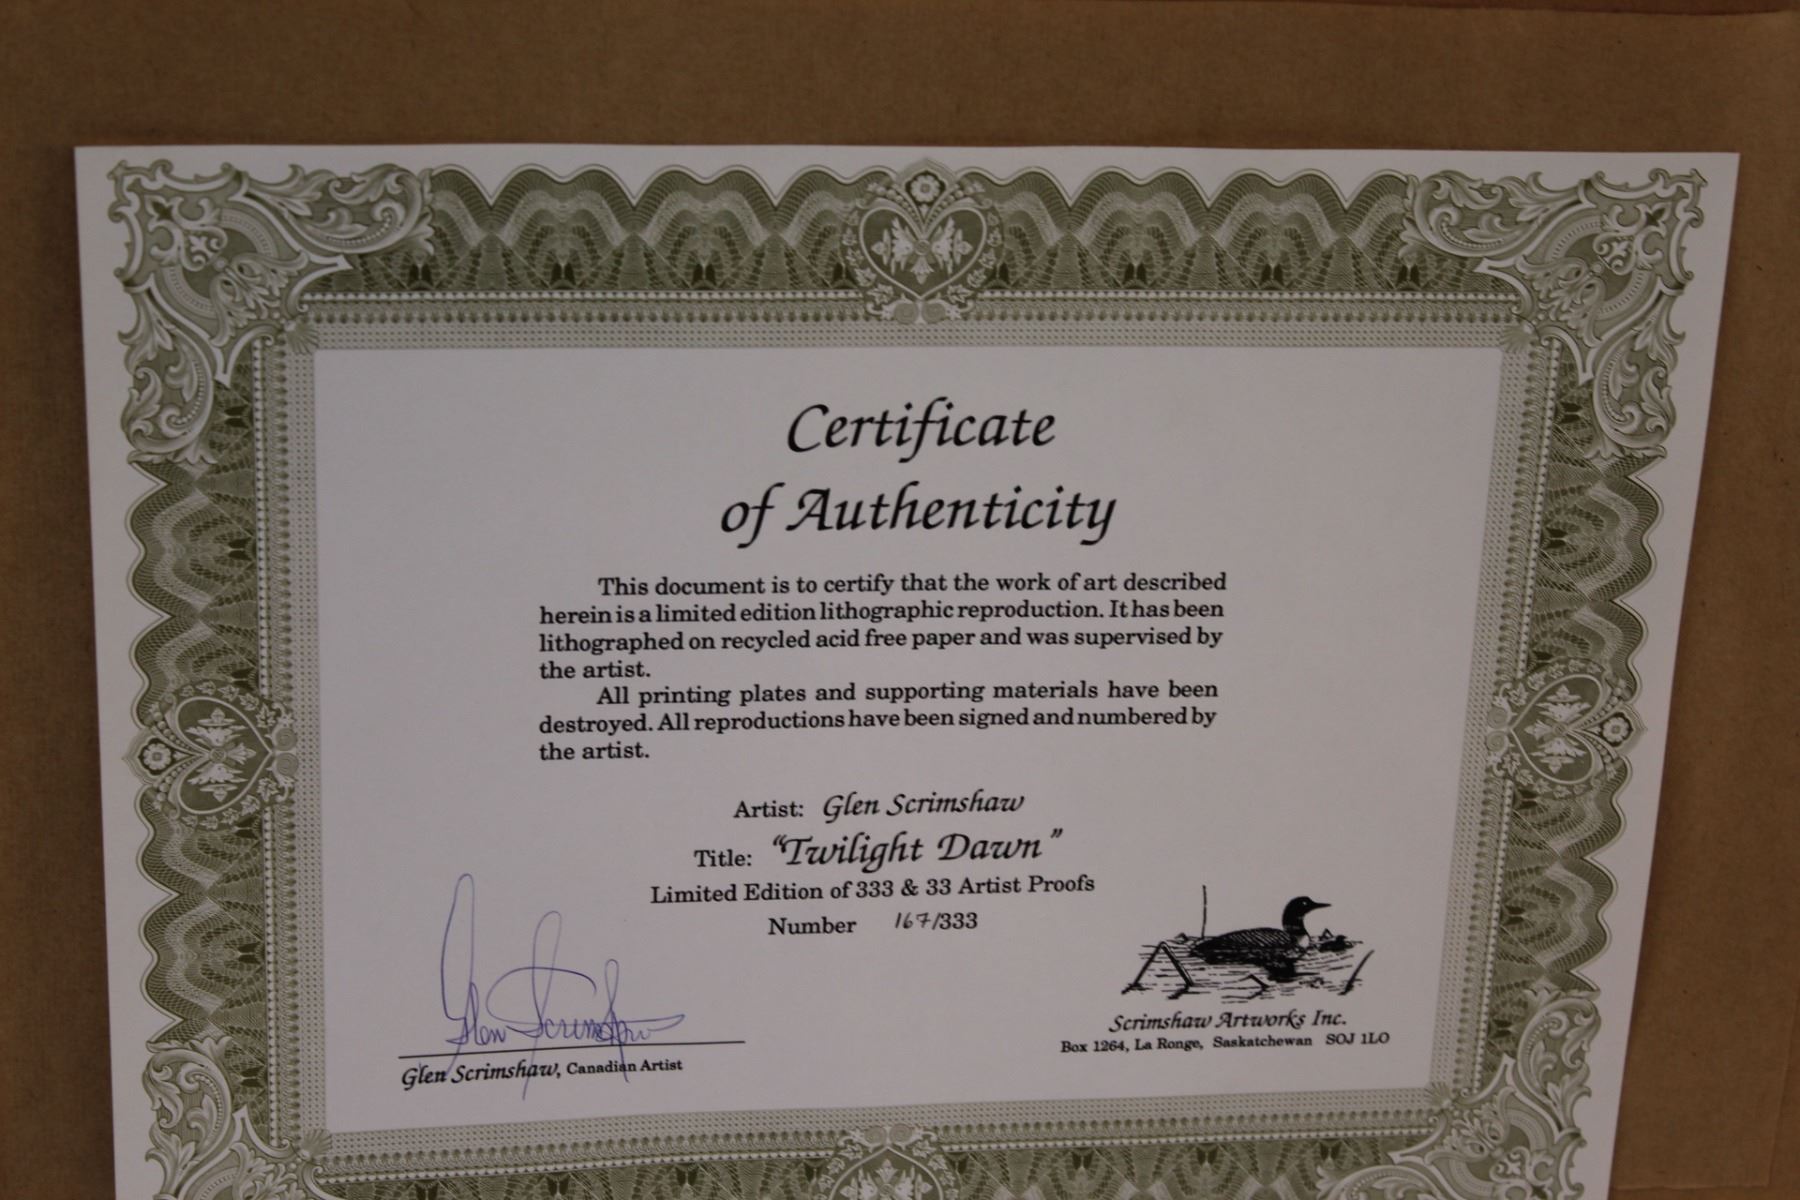 Certificate
of Authenticity
This document is to certify that the work of art described
herein is a limited edition lithographic reproduction. It has been
lithographed on recycled acid free paper and was supervised by
the artist.
All printing plates and supporting materials have been
destroyed. All reproductions have been signed and numbered by
the artist.
Artist: Glen Scrimshaw
Title: "Twilight Dawn"
Limited Edition of 333 & 33 Artist Proofs
Number 167/333
Glen Scrimshaw
Glen Scrimshaw, Canadian Artist
Scrimshaw Artworks Inc.
Box 1264, La Ronge, Saskatchewan SOJ 1LO